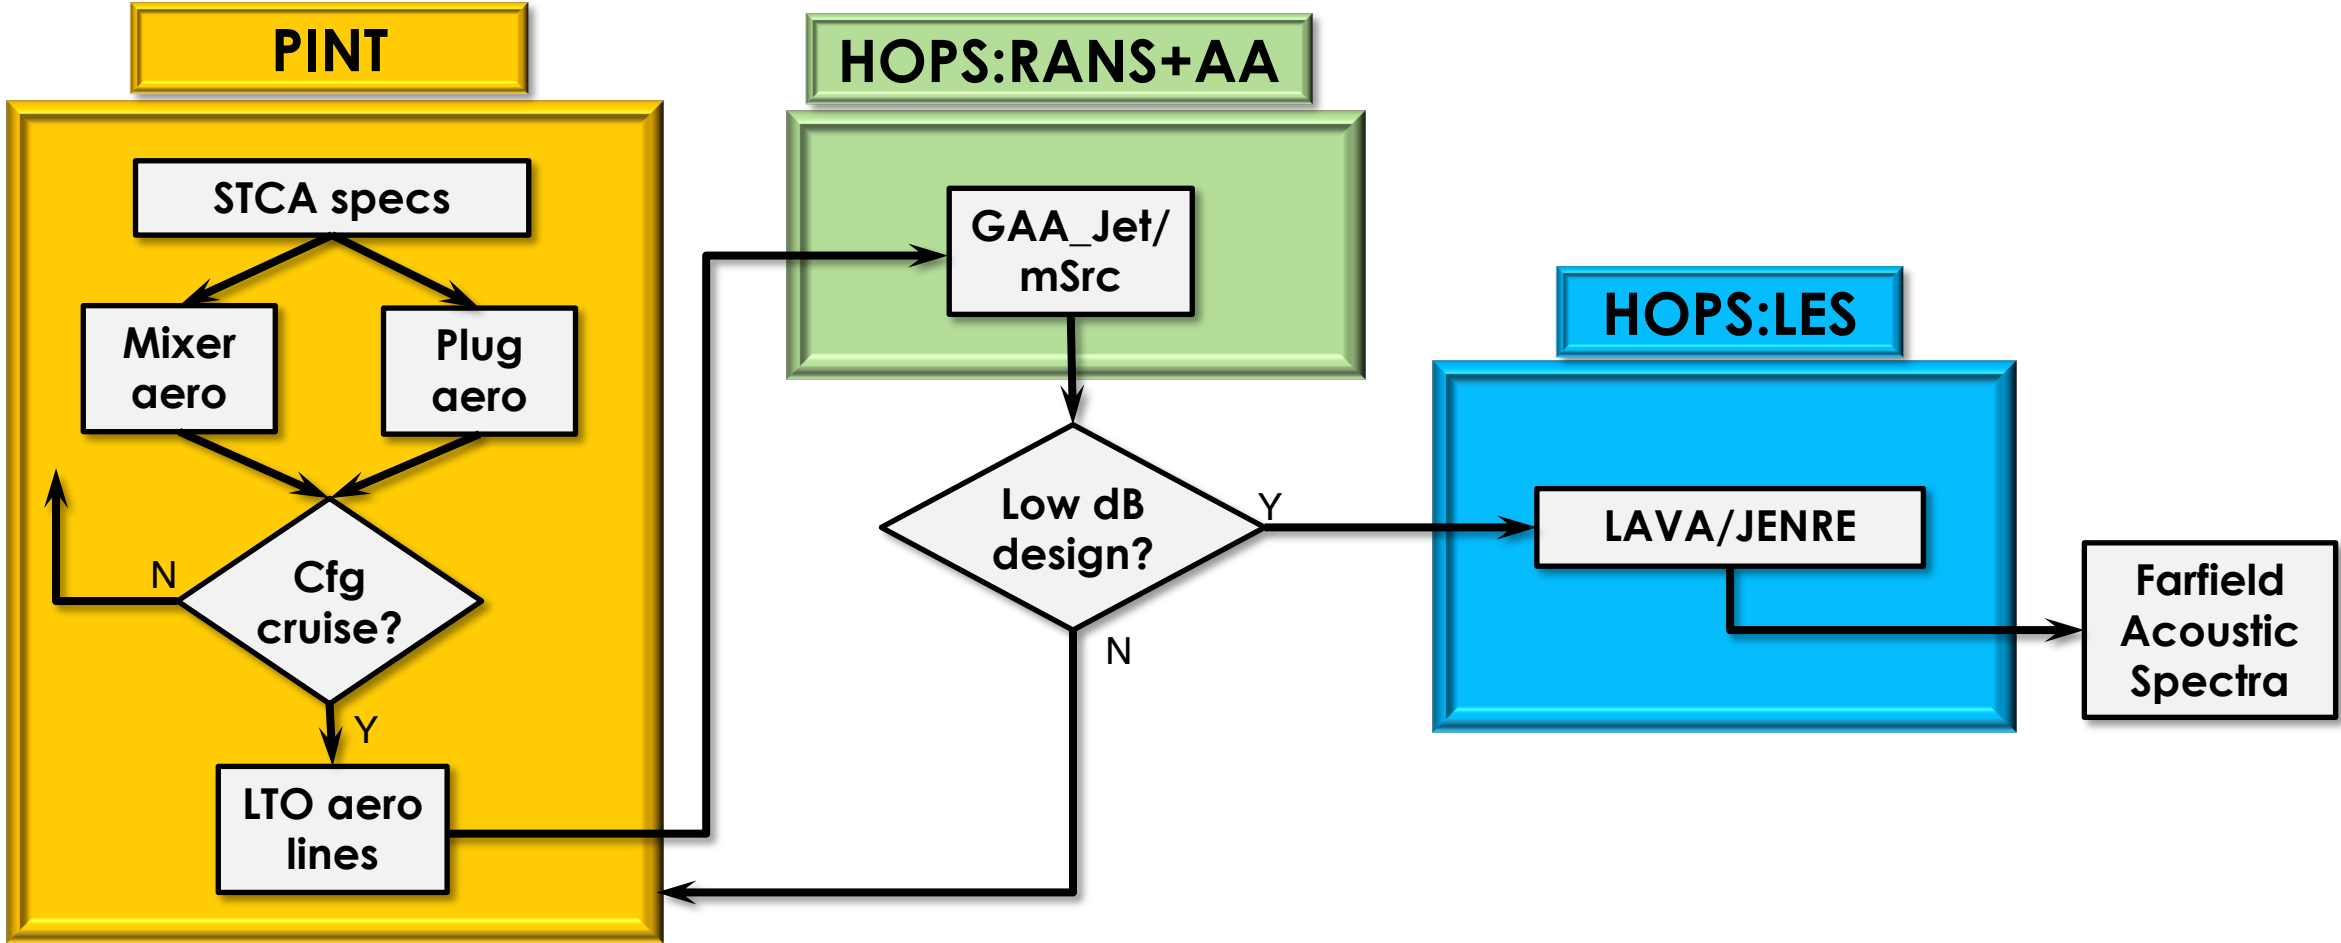 PINT
STCA specs
Mixer
aero
Plug
aero
N
Cfg
cruise?
Y
LTO aero
lines
HOPS:RANS+AA
GAA_Jet/
mSrc
Low dB
design?
Y
N
HOPS:LES
LAVA/JENRE
Farfield
Acoustic
Spectra